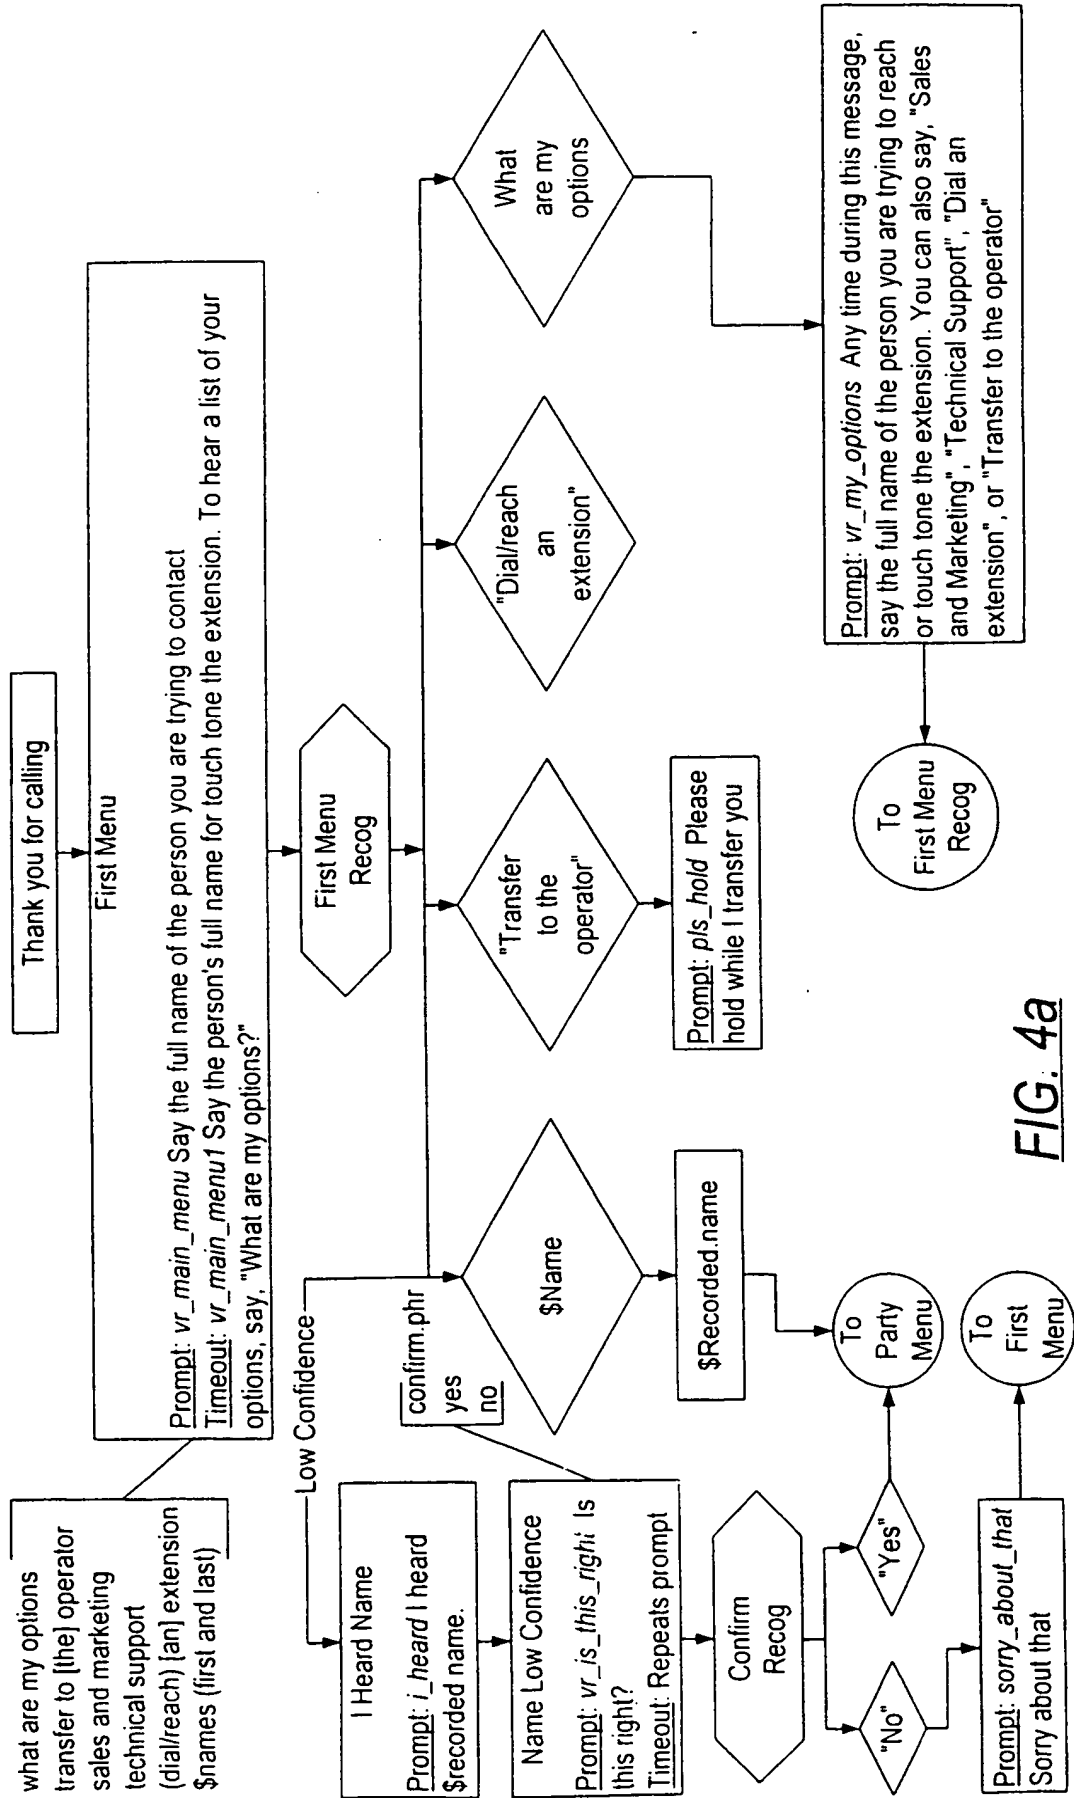 Thank you for calling
First Menu
Prompt: vr_main_menu Say the full name of the person you are trying to contact
Timeout: vr_main_menu1 Say the person's full name for touch tone the extension. To hear a list of your
options, say, "What are my options?"
what are my options
transfer to [the] operator
sales and marketing
technical support
(dial/reach) [an] extension
$names (first and last)
First Menu
Recog
Low Confidence
confirm.phr
yes
no
$Name
"Transfer
to the
operator"
"Dial/reach
an
extension"
What
are my
options
I Heard Name
Prompt: i_heard I heard
$recorded name.
Name Low Confidence
Prompt: vr_is_this_right Is
this right?
Timeout: Repeats prompt
Confirm
Recog
"No"
"Yes"
Prompt: sorry_about_that
Sorry about that
$Recorded.name
To
Party
Menu
To
First
Menu
Prompt: pls_hold Please
hold while I transfer you
Prompt: vr_my_options Any time during this message,
say the full name of the person you are trying to reach
or touch tone the extension. You can also say, "Sales
and Marketing", "Technical Support", "Dial an
extension", or "Transfer to the operator"
To
First Menu
Recog
FIG. 4a